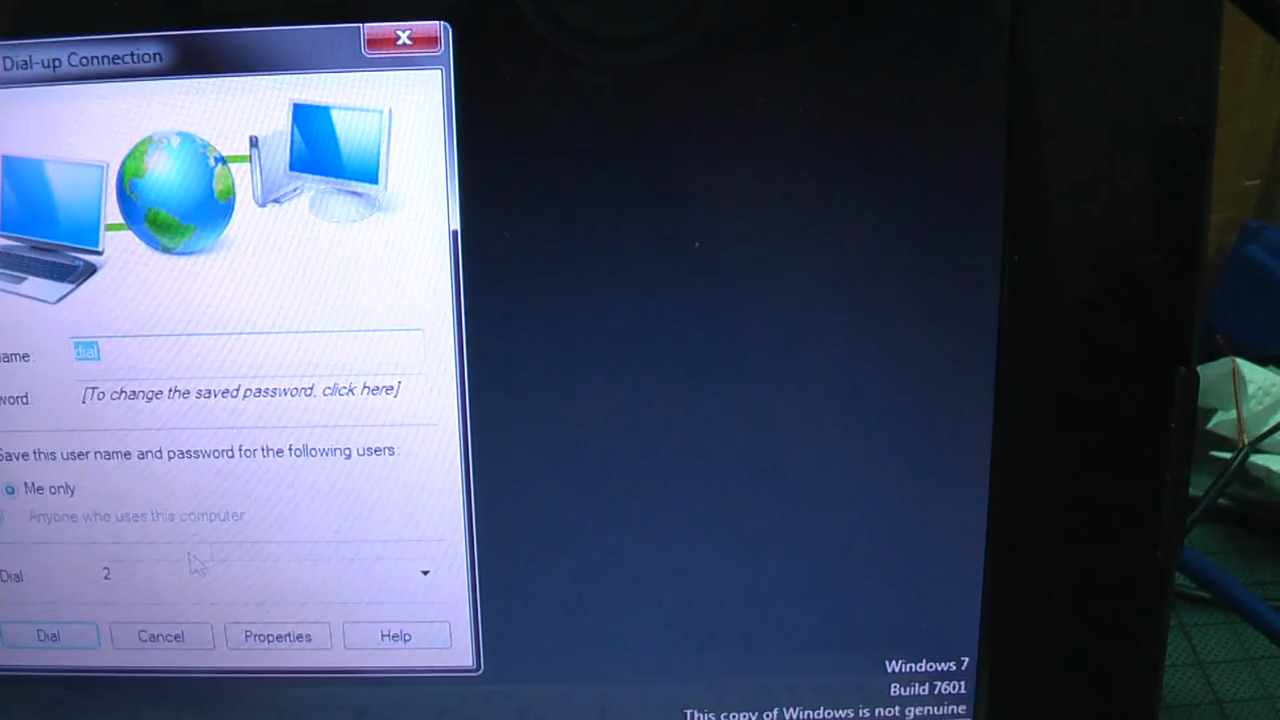 Dial-up Connection
ame: dial
word: [To change the saved password, click here]
Save this user name and password for the following users:
Me only
Anyone who uses this computer
Dial: 2
Dial Cancel Properties Help
Windows 7
Build 7601
This copy of Windows is not genuine